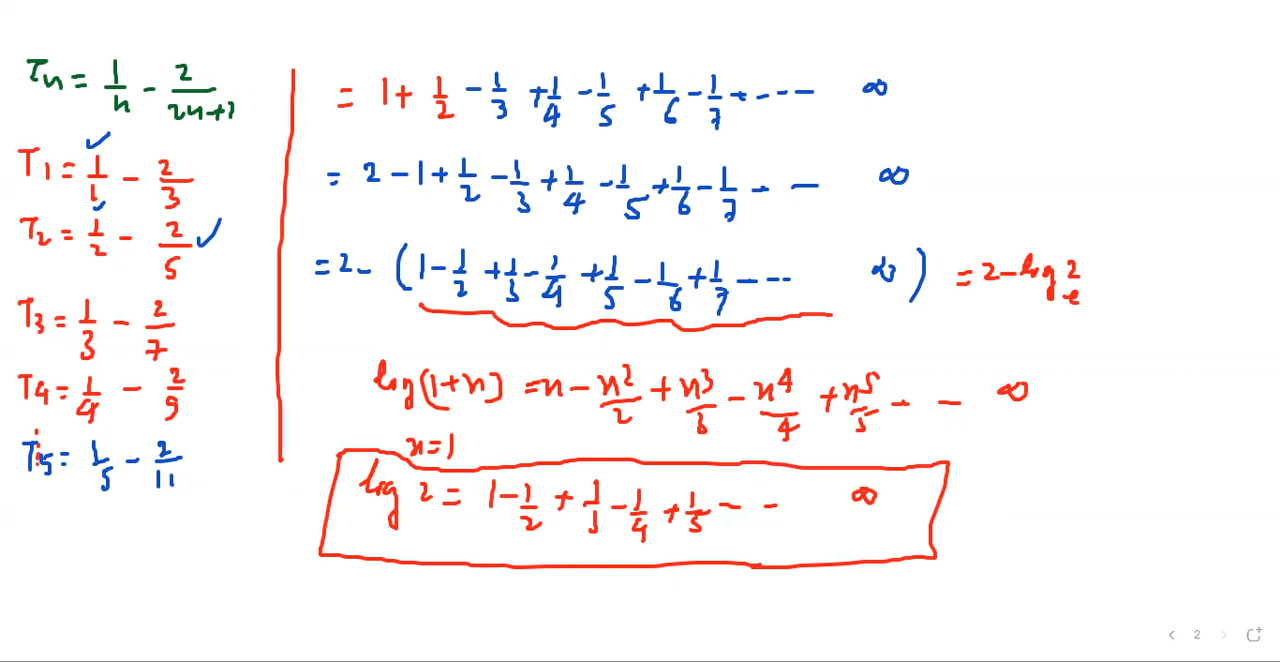 Tn = 1/n - 2/(2n+1)
T1 = 1/1 - 2/3
T2 = 1/2 - 2/5
T3 = 1/3 - 2/7
T4 = 1/4 - 2/9
T5 = 1/5 - 2/11
= 1 + 1/2 - 1/3 + 1/4 - 1/5 + 1/6 - 1/7 + ---- ∞
= 2 - 1 + 1/2 - 1/3 + 1/4 - 1/5 + 1/6 - 1/7 - - ∞
= 2 - (1 - 1/2 + 1/3 - 1/4 + 1/5 - 1/6 + 1/7 - -- ∞) = 2 - log_e 2
log(1+x) = x - x²/2 + x³/3 - x⁴/4 + x⁵/5 - - ∞
x = 1
log 2 = 1 - 1/2 + 1/3 - 1/4 + 1/5 - - ∞
2